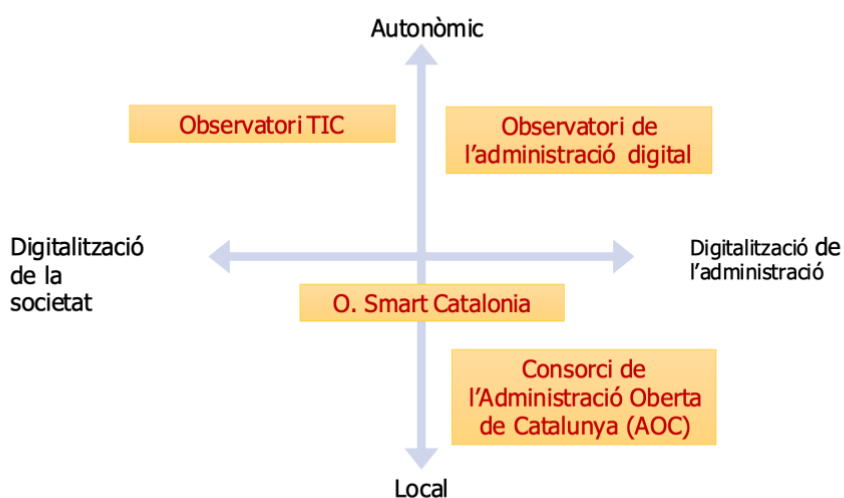 Autonòmic
Observatori TIC
Observatori de
l'administració digital
Digitalització
de la
societat
Digitalització de
l'administració
O. Smart Catalonia
Consorci de
l'Administració Oberta
de Catalunya (AOC)
Local